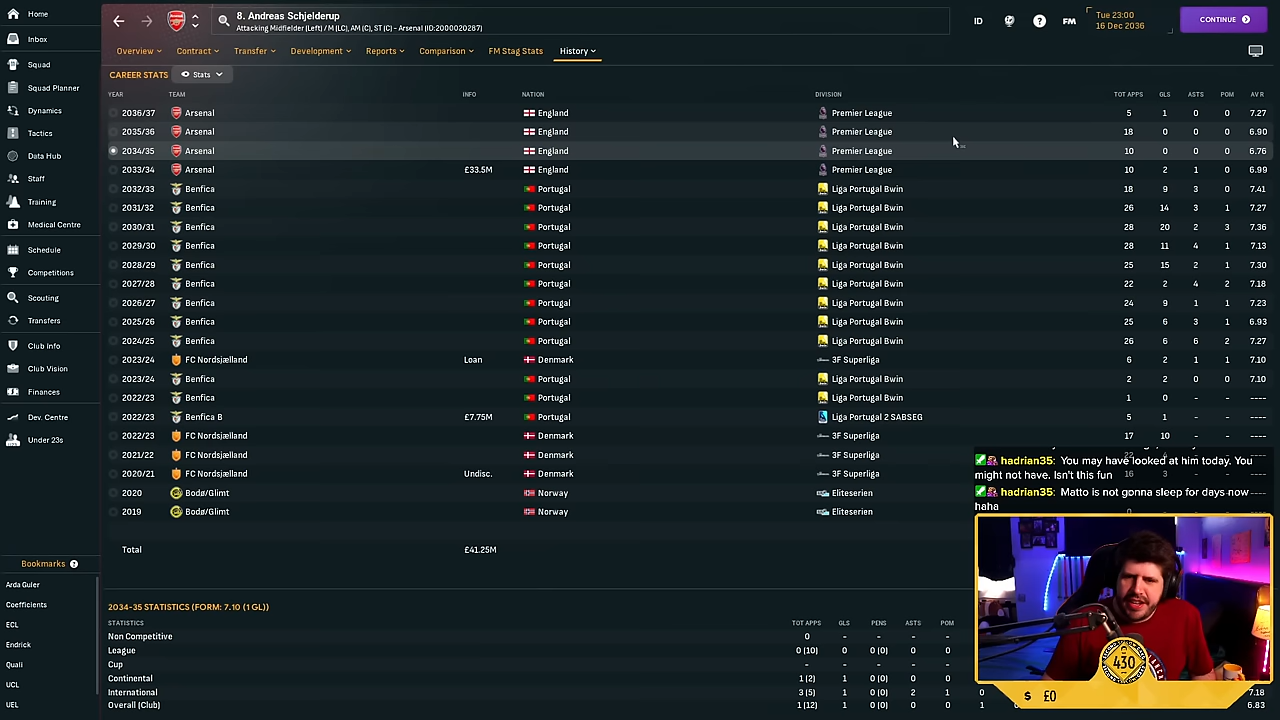 Home
8. Andreas Schjelderup
Attacking Midfielder (Left) / M (LC), AM (C), ST (C) - Arsenal (ID:2000020287)
ID
FM
Tue 23:00
16 Dec 2036
CONTINUE
Inbox
Squad
Squad Planner
Dynamics
Tactics
Data Hub
Staff
Training
Medical Centre
Schedule
Competitions
Scouting
Transfers
Club Info
Club Vision
Finances
Dev. Centre
Under 23s
Bookmarks
Arda Guler
Coefficients
ECL
Endrick
Quali
UCL
UEL
Overview Contract Transfer Development Reports Comparison FM Stag Stats History
CAREER STATS Stats
YEAR TEAM INFO NATION DIVISION TOT APPS GLS ASTS POM AV R
2036/37 Arsenal England Premier League 5 1 0 0 7.27
2035/36 Arsenal England Premier League 18 0 0 0 6.90
2034/35 Arsenal England Premier League 10 0 0 0 6.76
2033/34 Arsenal £33.5M England Premier League 10 2 1 0 6.99
2032/33 Benfica Portugal Liga Portugal Bwin 18 9 3 0 7.41
2031/32 Benfica Portugal Liga Portugal Bwin 26 14 3 1 7.27
2030/31 Benfica Portugal Liga Portugal Bwin 28 20 2 3 7.36
2029/30 Benfica Portugal Liga Portugal Bwin 28 11 4 1 7.13
2028/29 Benfica Portugal Liga Portugal Bwin 25 15 2 1 7.30
2027/28 Benfica Portugal Liga Portugal Bwin 22 2 4 2 7.18
2026/27 Benfica Portugal Liga Portugal Bwin 24 9 1 1 7.23
2025/26 Benfica Portugal Liga Portugal Bwin 25 6 3 1 6.93
2024/25 Benfica Portugal Liga Portugal Bwin 26 6 6 2 7.27
2023/24 FC Nordsjælland Loan Denmark 3F Superliga 6 2 1 1 7.10
2023/24 Benfica Portugal Liga Portugal Bwin 2 2 0 0 7.10
2022/23 Benfica Portugal Liga Portugal Bwin 1 0 - - ----
2022/23 Benfica B £7.75M Portugal Liga Portugal 2 SABSEG 5 1 - - ----
2022/23 FC Nordsjælland Denmark 3F Superliga 17 10 - - ----
2021/22 FC Nordsjælland Denmark 3F Superliga
2020/21 FC Nordsjælland Undisc. Denmark 3F Superliga 16 3
2020 Bodø/Glimt Norway Eliteserien
2019 Bodø/Glimt Norway Eliteserien 0
Total £41.25M
hadrian35: You may have looked at him today. You
might not have. Isn't this fun
hadrian35: Matto is not gonna sleep for days now
haha
2034-35 STATISTICS (FORM: 7.10 (1 GL))
STATISTICS TOT APPS GLS PENS ASTS POM
Non Competitive 0 - - - -
League 0 (10) 0 0 (0) 0 0
Cup - - - - -
Continental 1 (2) 1 0 (0) 0 0
International 3 (5) 1 0 (0) 2 1 0 7.18
Overall (Club) 1 (12) 1 0 (0) 0 0 1 6.83
430
$ £0